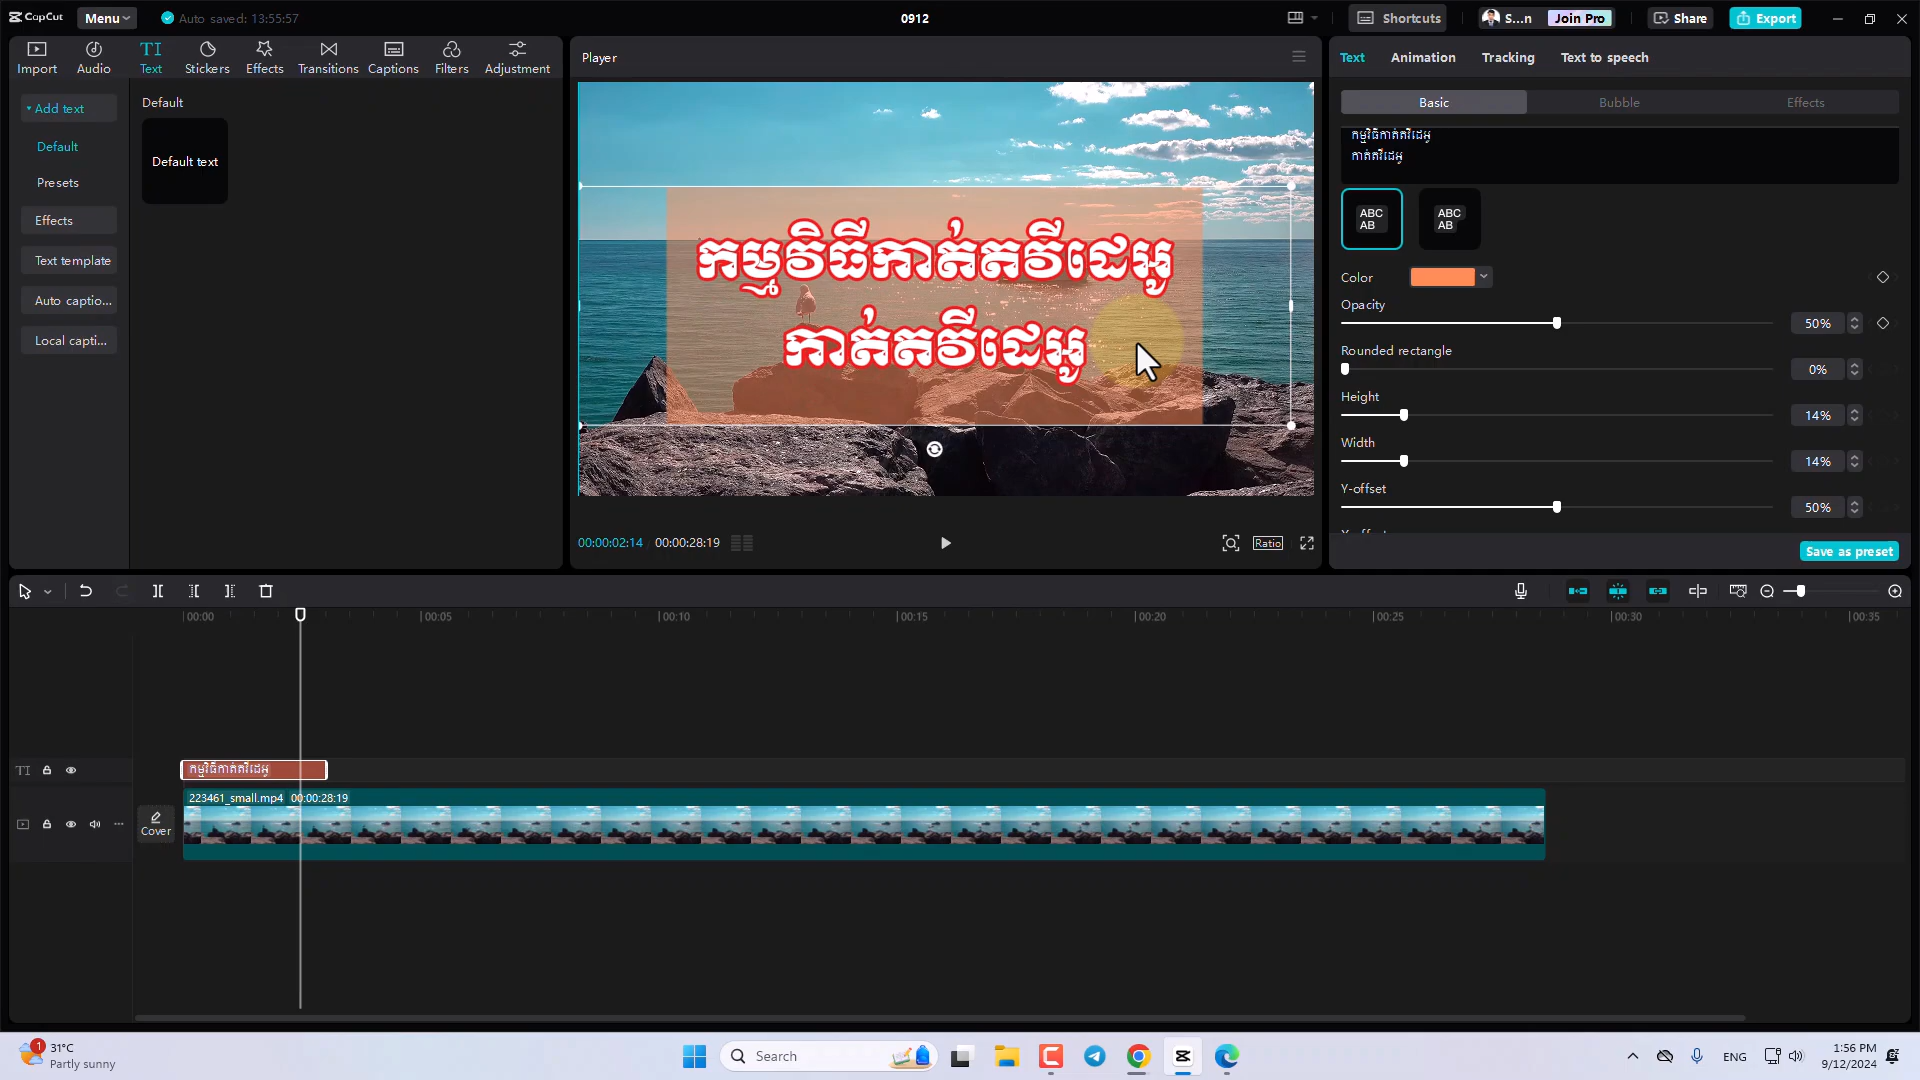 CapCut
Menu
Auto saved: 13:55:57
0912
Shortcuts
S...n
Join Pro
Share
Export
Import
Audio
TI
Text
Stickers
Effects
Transitions
Captions
Filters
Adjustment
Add text
Default
Presets
Effects
Text template
Auto captio...
Local capti...
Default
Default text
Player
កម្មវិធីកាត់តវីដេអូ
កាត់តវីដេអូ
00:00:02:14
00:00:28:19
Ratio
Text
Animation
Tracking
Text to speech
Basic
Bubble
Effects
កម្មវិធីកាត់តវីដេអូ
កាត់តវីដេអូ
ABC
AB
ABC
AB
Color
Opacity
50%
Rounded rectangle
0%
Height
14%
Width
14%
Y-offset
50%
Save as preset
00:00
00:05
00:10
00:15
00:20
00:25
00:30
00:35
TI
កម្មវិធីកាត់តវីដេអូ
Cover
223461_small.mp4 00:00:28:19
1
31°C
Partly sunny
Search
ENG
1:56 PM
9/12/2024